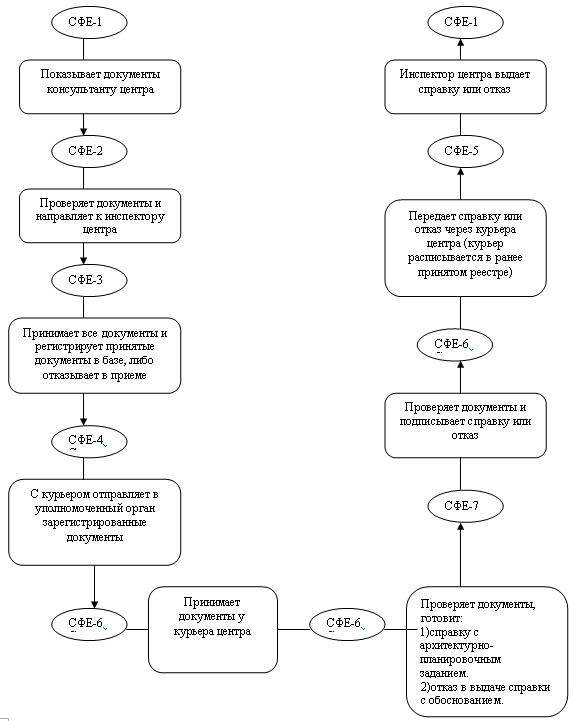 СФЕ-1
Показывает документы
консультанту центра
СФЕ-2
Проверяет документы и
направляет к инспектору
центра
СФЕ-3
Принимает все документы и
регистрирует принятые
документы в базе, либо
отказывает в приеме
СФЕ-4
С курьером отправляет в
уполномоченный орган
зарегистрированные
документы
СФЕ-6
Принимает
документы у
курьера центра
СФЕ-6
Проверяет документы,
готовит:
1)справку с
архитектурно-
планировочным
заданием.
2)отказ в выдаче справки
с обоснованием.
СФЕ-7
Проверяет документы и
подписывает справку или
отказ
СФЕ-6
Передает справку или
отказ через курьера
центра (курьер
расписывается в ранее
принятом реестре)
СФЕ-5
Инспектор центра выдает
справку или отказ
СФЕ-1